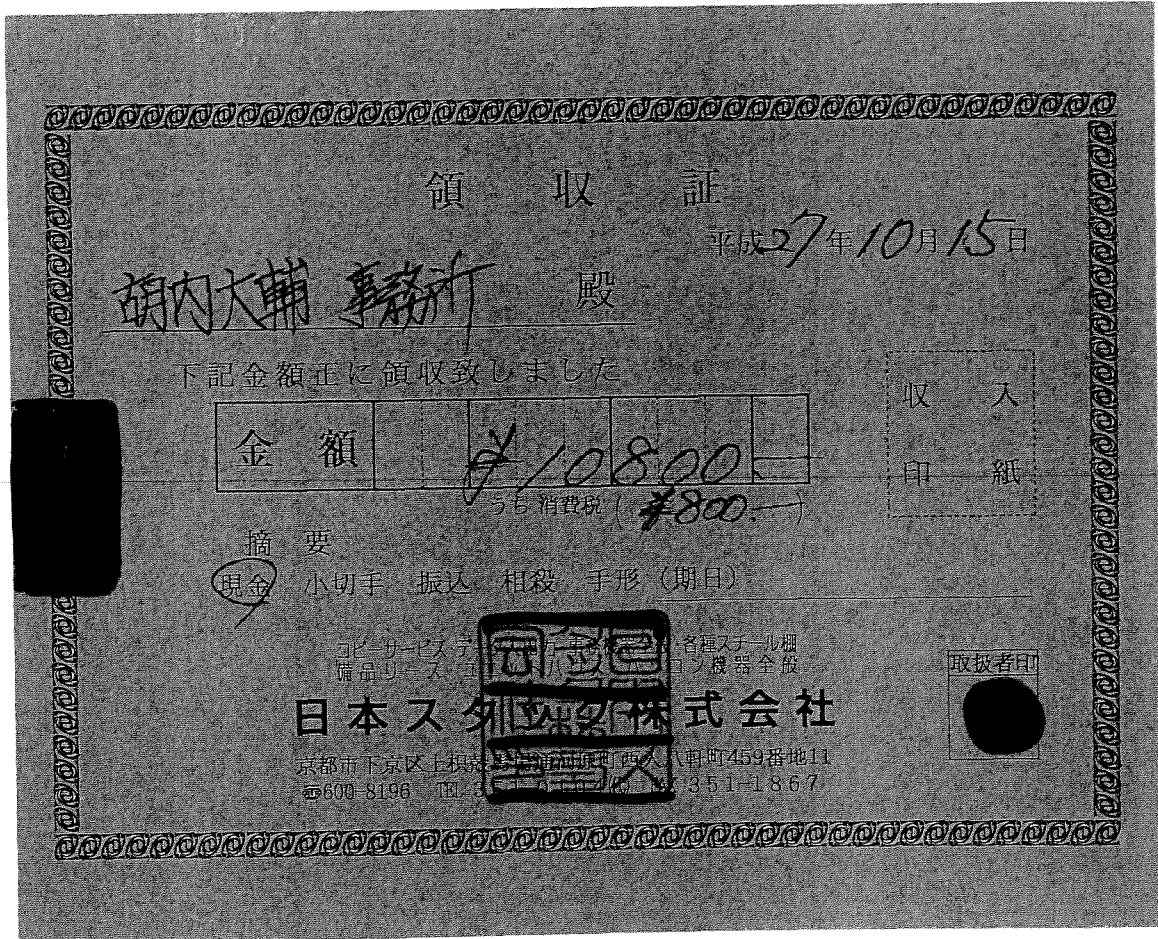 領収証
平成27年10月15日
胡内大輔 事務所 殿
下記金額正に領収致しました
金額 ¥10800
うち消費税(¥800.—)
収入
印紙
摘要
現金 小切手 振込 相殺 手形(期日)
コピーサービス 各種スチール棚
備品リース コン機器全般
取扱者印
日本スタッフ株式会社
京都市下京区上 町西入八軒町459番地11
〒600-8196 TEL 351-1867